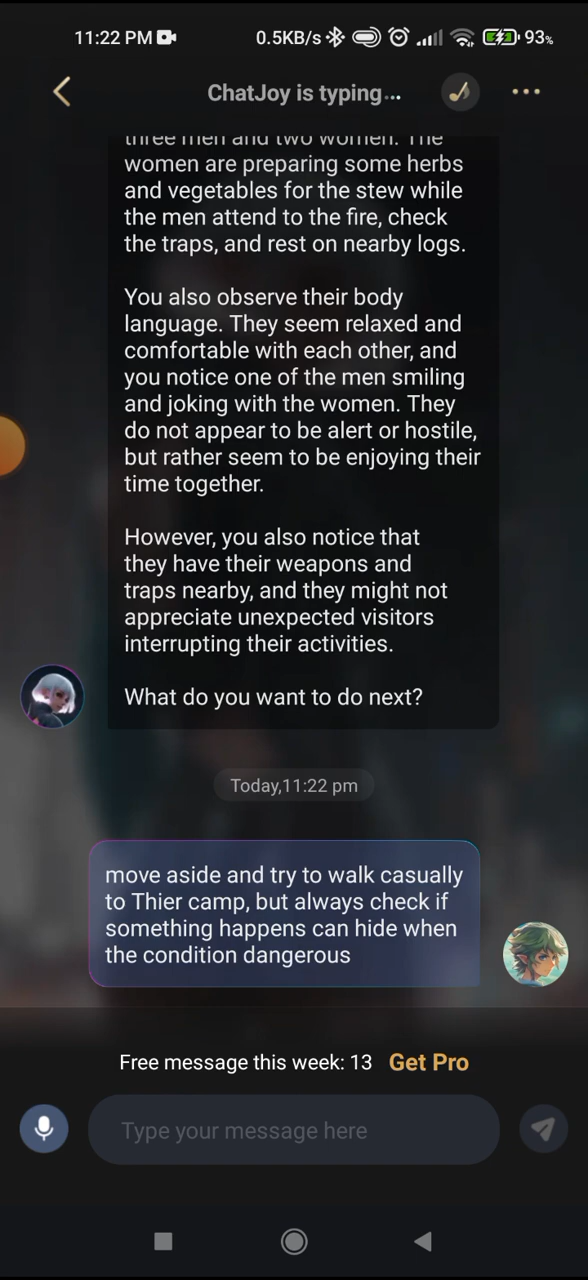 11:22 PM 0.5KB/s 93%
ChatJoy is typing...
three men and two women. The
women are preparing some herbs
and vegetables for the stew while
the men attend to the fire, check
the traps, and rest on nearby logs.
You also observe their body
language. They seem relaxed and
comfortable with each other, and
you notice one of the men smiling
and joking with the women. They
do not appear to be alert or hostile,
but rather seem to be enjoying their
time together.
However, you also notice that
they have their weapons and
traps nearby, and they might not
appreciate unexpected visitors
interrupting their activities.
What do you want to do next?
Today,11:22 pm
move aside and try to walk casually
to Thier camp, but always check if
something happens can hide when
the condition dangerous
Free message this week: 13 Get Pro
Type your message here